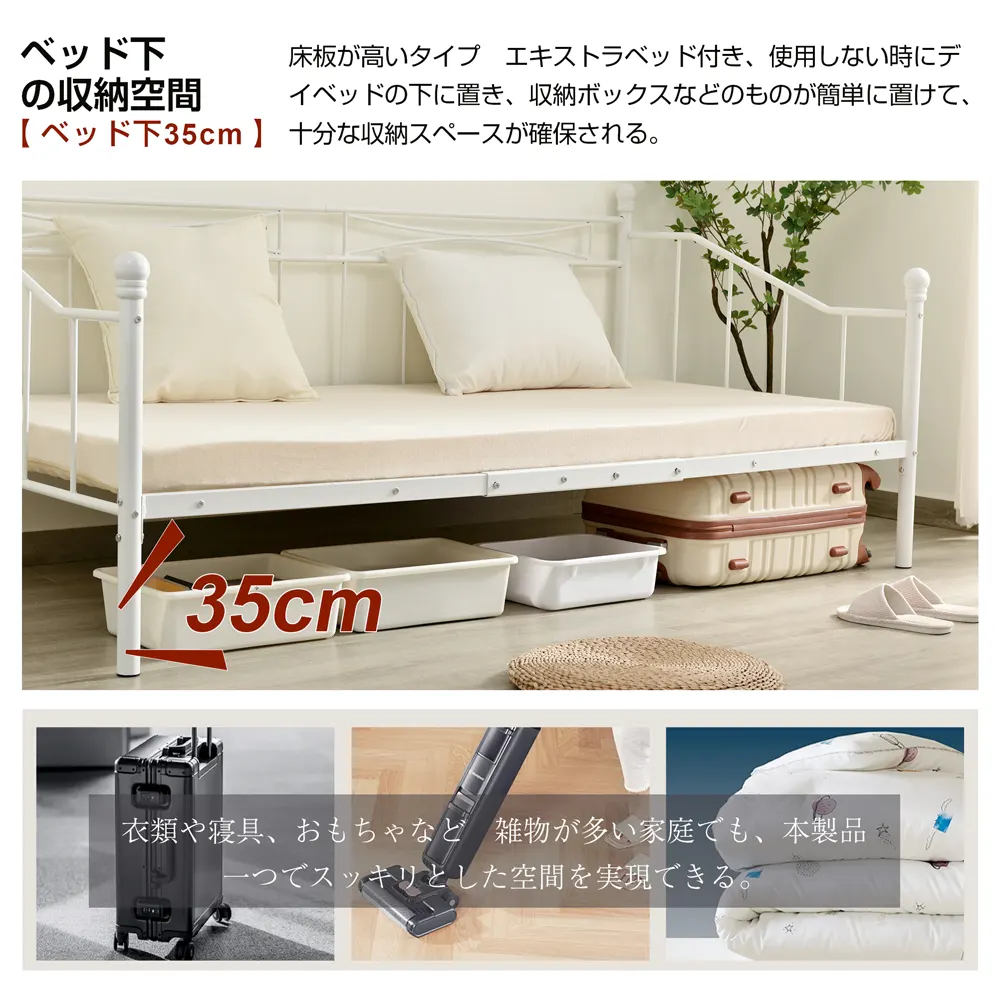 ベッド下
の収納空間
【 ベッド下35cm 】
床板が高いタイプ　エキストラベッド付き、使用しない時にデ
イベッドの下に置き、収納ボックスなどのものが簡単に置けて、
十分な収納スペースが確保される。
35cm
衣類や寝具、おもちゃなど　雑物が多い家庭でも、本製品
一つでスッキリとした空間を実現できる。